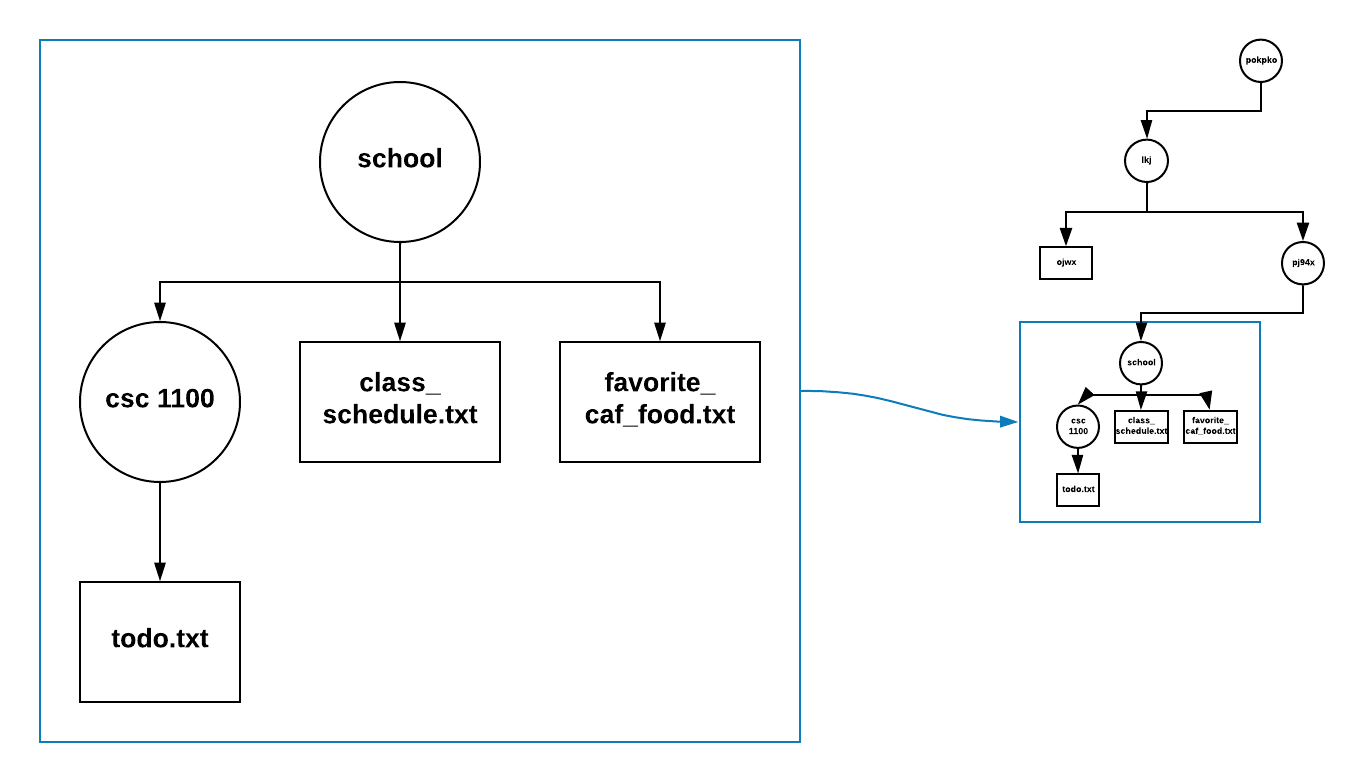 school
csc 1100
class_
schedule.txt
favorite_
caf_food.txt
todo.txt
pokpko
lkj
ojwx
pj94x
school
csc
1100
class_
schedule.txt
favorite_
caf_food.txt
todo.txt